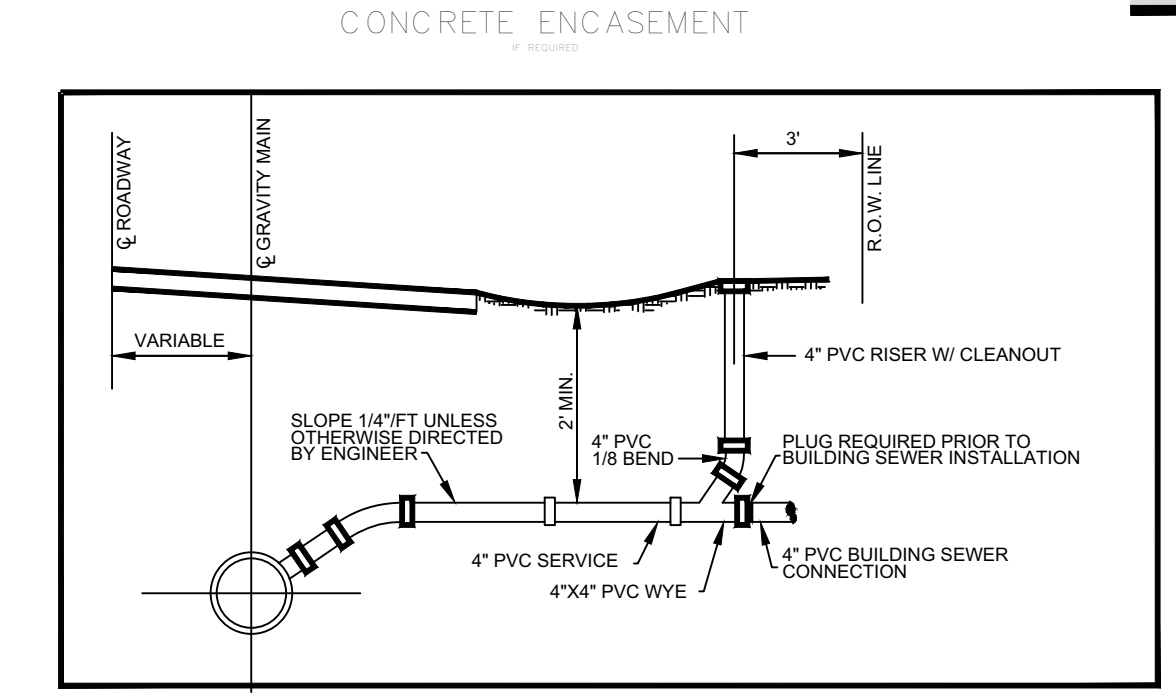 CONCRETE ENCASEMENT
IF REQUIRED
℄ ROADWAY
℄ GRAVITY MAIN
3'
R.O.W. LINE
VARIABLE
4" PVC RISER W/ CLEANOUT
2' MIN.
SLOPE 1/4"/FT UNLESS
OTHERWISE DIRECTED
BY ENGINEER
4" PVC
1/8 BEND
PLUG REQUIRED PRIOR TO
BUILDING SEWER INSTALLATION
4" PVC SERVICE
4"X4" PVC WYE
4" PVC BUILDING SEWER
CONNECTION